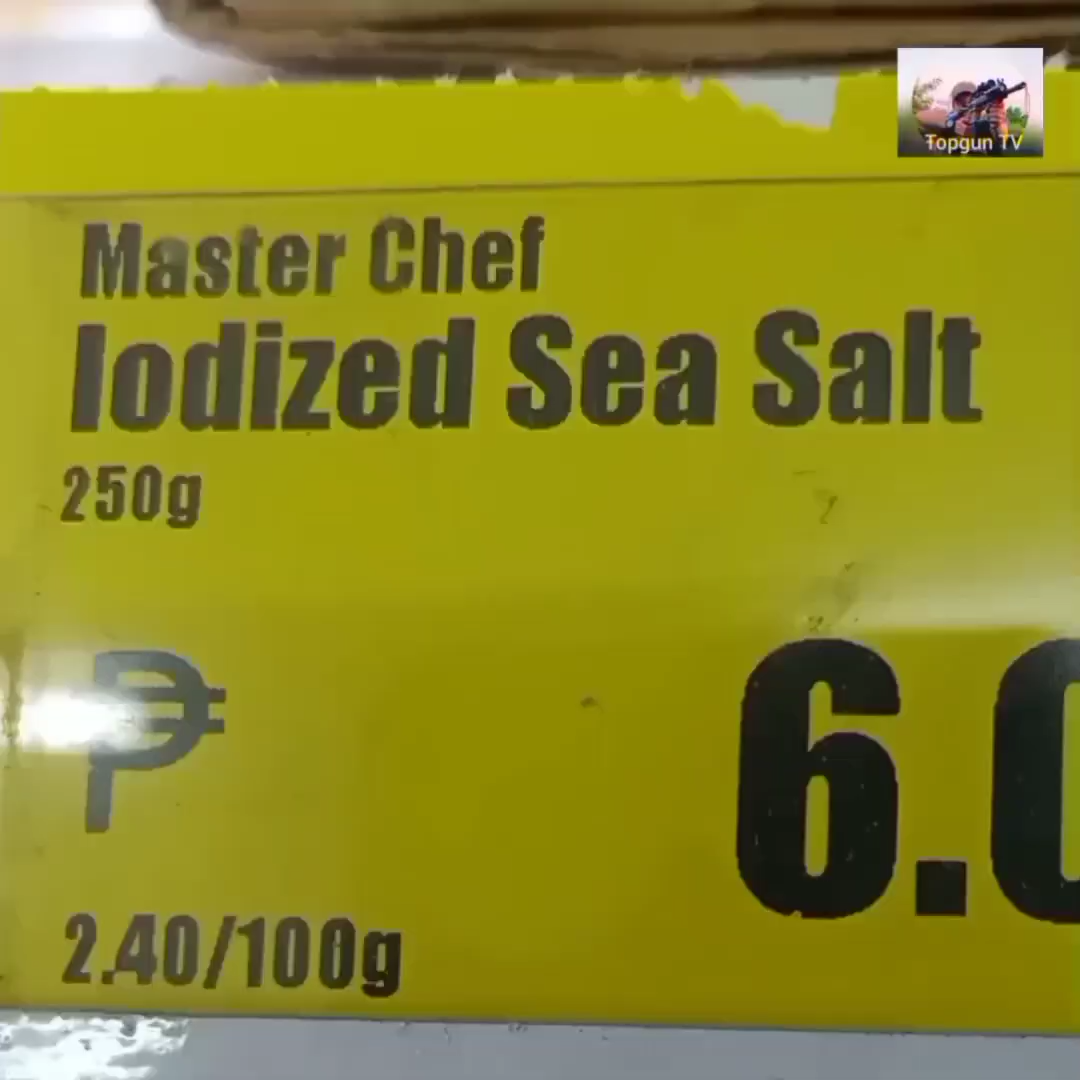 Topgun TV
Master Chef
Iodized Sea Salt
250g
₱ 6.0
2.40/100g